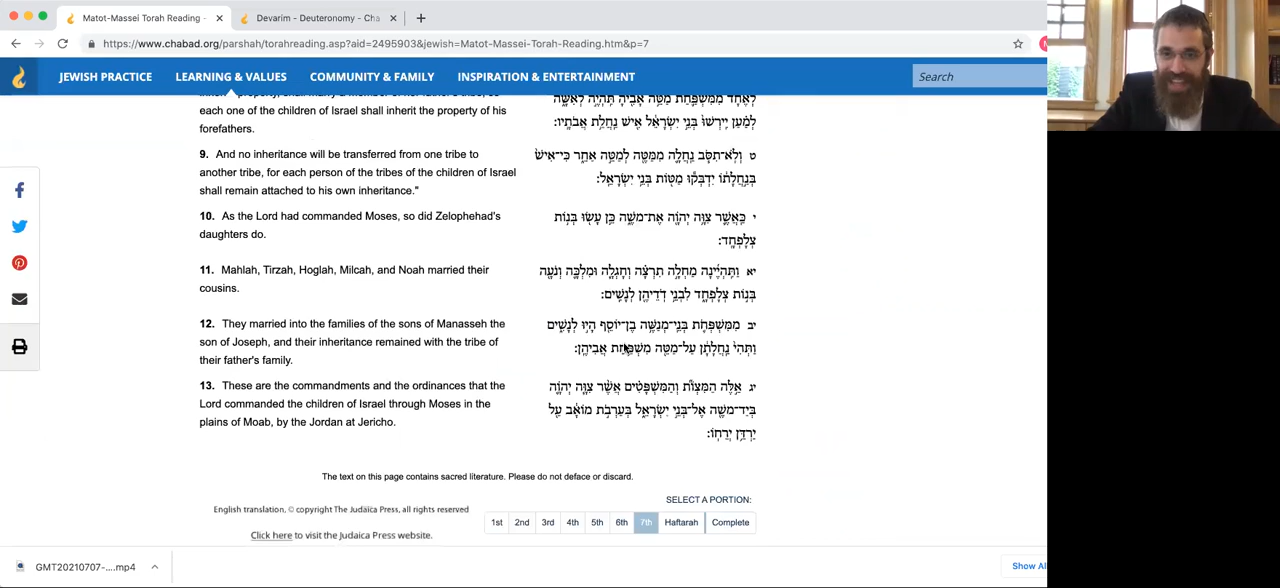 Matot-Massei Torah Reading -
Devarim - Deuteronomy - Cha
https://www.chabad.org/parshah/torahreading.asp?aid=2495903&jewish=Matot-Massei-Torah-Reading.htm&p=7
JEWISH PRACTICE
LEARNING & VALUES
COMMUNITY & FAMILY
INSPIRATION & ENTERTAINMENT
Search
each one of the children of Israel shall inherit the property of his
forefathers.
לְאֶחָד מִמִּשְׁפַּ֨חַת מַטֵּ֤ה אָבִ֙יהָ֙ תִּהְיֶ֣ה לְאִשָּׁ֔ה
לְמַ֗עַן יִֽירְשׁוּ֙ בְּנֵ֣י יִשְׂרָאֵ֔ל אִ֖ישׁ נַֽחֲלַ֥ת אֲבֹתָֽיו:
9. And no inheritance will be transferred from one tribe to
another tribe, for each person of the tribes of the children of Israel
shall remain attached to his own inheritance."
ט וְלֹֽא־תִסֹּ֧ב נַֽחֲלָ֛ה מִמַּטֶּ֖ה לְמַטֶּ֣ה אַחֵ֑ר כִּי־אִישׁ֙
בְּנַ֣חֲלָת֔וֹ יִדְבְּק֕וּ מַטּ֖וֹת בְּנֵ֥י יִשְׂרָאֵֽל:
10. As the Lord had commanded Moses, so did Zelophehad's
daughters do.
י כַּֽאֲשֶׁ֛ר צִוָּ֥ה יְהֹוָ֖ה אֶת־משֶׁ֑ה כֵּ֥ן עָשׂ֖וּ בְּנ֥וֹת
צְלָפְחָֽד:
11. Mahlah, Tirzah, Hoglah, Milcah, and Noah married their
cousins.
יא וַתִּֽהְיֶ֜ינָה מַחְלָ֣ה תִרְצָ֗ה וְחָגְלָ֧ה וּמִלְכָּ֛ה וְנֹעָ֖ה
בְּנ֣וֹת צְלָפְחָ֑ד לִבְנֵ֥י דֹֽדֵיהֶ֖ן לְנָשִֽׁים:
12. They married into the families of the sons of Manasseh the
son of Joseph, and their inheritance remained with the tribe of
their father's family.
יב מִמִּשְׁפְּחֹ֛ת בְּנֵֽי־מְנַשֶּׁ֥ה בֶן־יוֹסֵ֖ף הָי֣וּ לְנָשִׁ֑ים
וַתְּהִי֙ נַֽחֲלָתָ֔ן עַל־מַטֵּ֖ה מִשְׁפַּ֥חַת אֲבִיהֶֽן:
13. These are the commandments and the ordinances that the
Lord commanded the children of Israel through Moses in the
plains of Moab, by the Jordan at Jericho.
יג אֵ֣לֶּה הַמִּצְוֹ֞ת וְהַמִּשְׁפָּטִ֗ים אֲשֶׁ֨ר צִוָּ֧ה יְהֹוָ֛ה
בְּיַד־משֶׁ֖ה אֶל־בְּנֵ֣י יִשְׂרָאֵ֑ל בְּעַֽרְבֹ֣ת מוֹאָ֔ב עַ֖ל
יַרְדֵּ֥ן יְרֵחֽוֹ:
The text on this page contains sacred literature. Please do not deface or discard.
SELECT A PORTION:
English translation, © copyright The Judaica Press, all rights reserved
1st 2nd 3rd 4th 5th 6th 7th Haftarah Complete
Click here to visit the Judaica Press website.
GMT20210707-....mp4
Show Al